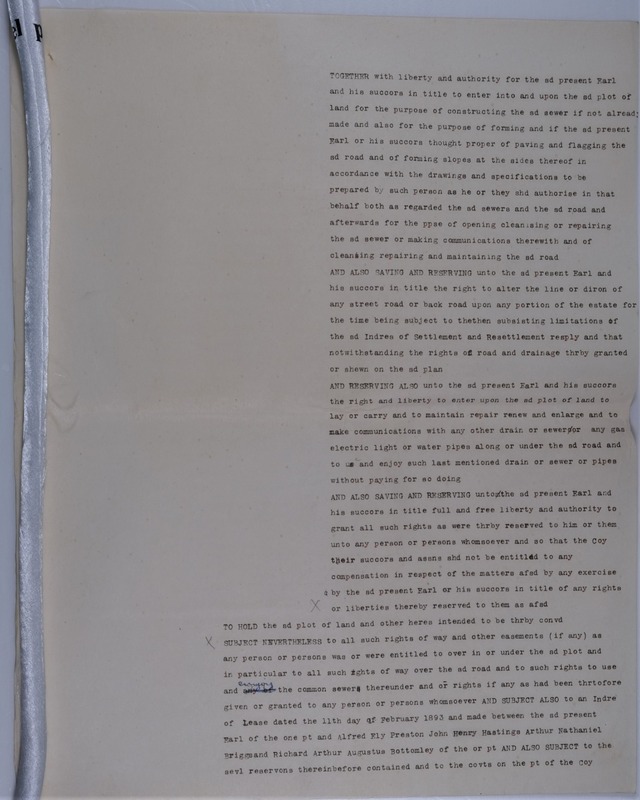 TOGETHER with liberty and authority for the sd present Earl
and his succors in title to enter into and upon the sd plot of
land for the purpose of constructing the sd sewer if not alread
made and also for the purpose of forming and if the sd present
Earl or his succors thought proper of paving and flagging the
sd road and of forming slopes at the sides thereof in
accordance with the drawings and specifications to be
prepared by such person as he or they shd authorise in that
behalf both as regarded the sd sewers and the sd road and
afterwards for the ppse of opening cleansing or repairing
the sd sewer or making communications therewith and of
cleansing repairing and maintaining the sd road
AND ALSO SAVING AND RESERVING unto the sd present Earl and
his succors in title the right to alter the line or diron of
any street road or back road upon any portion of the estate for
the time being subject to thethen subsisting limitations of
the sd Indres of Settlement and Resettlement resply and that
notwithstanding the rights of road and drainage thrby granted
or shewn on the sd plan
AND RESERVING ALSO unto the sd present Earl and his succors
the right and liberty to enter upon the sd plot of land to
lay or carry and to maintain repair renew and enlarge and to
make communications with any other drain or sewer or any gas
electric light or water pipes along or under the sd road and
to us and enjoy such last mentioned drain or sewer or pipes
without paying for so doing
AND ALSO SAVING AND RESERVING unto the sd present Earl and
his succors in title full and free liberty and authority to
grant all such rights as were thrby reserved to him or them
unto any person or persons whomsoever and so that the Coy
their succors and assns shd not be entitled to any
compensation in respect of the matters afsd by any exercise
by the sd present Earl or his succors in title of any rights
X or liberties thereby reserved to them as afsd
TO HOLD the sd plot of land and other heres intended to be thrby convd
X SUBJECT NEVERTHELESS to all such rights of way and other easements (if any) as
any person or persons was or were entitled to over in or under the sd plot and
in particular to all such rghts of way over the sd road and to such rights to use
and the common sewers thereunder and or rights if any as had been thrtofore
given or granted to any person or persons whomsoever AND SUBJECT ALSO to an Indre
of Lease dated the 11th day of February 1893 and made between the sd present
Earl of the one pt and Alfred Ely Preston John Henry Hastings Arthur Nathaniel
Briggsand Richard Arthur Augustus Bottomley of the or pt AND ALSO SUBJECT to the
sevl reservons thereinbefore contained and to the covts on the pt of the Coy